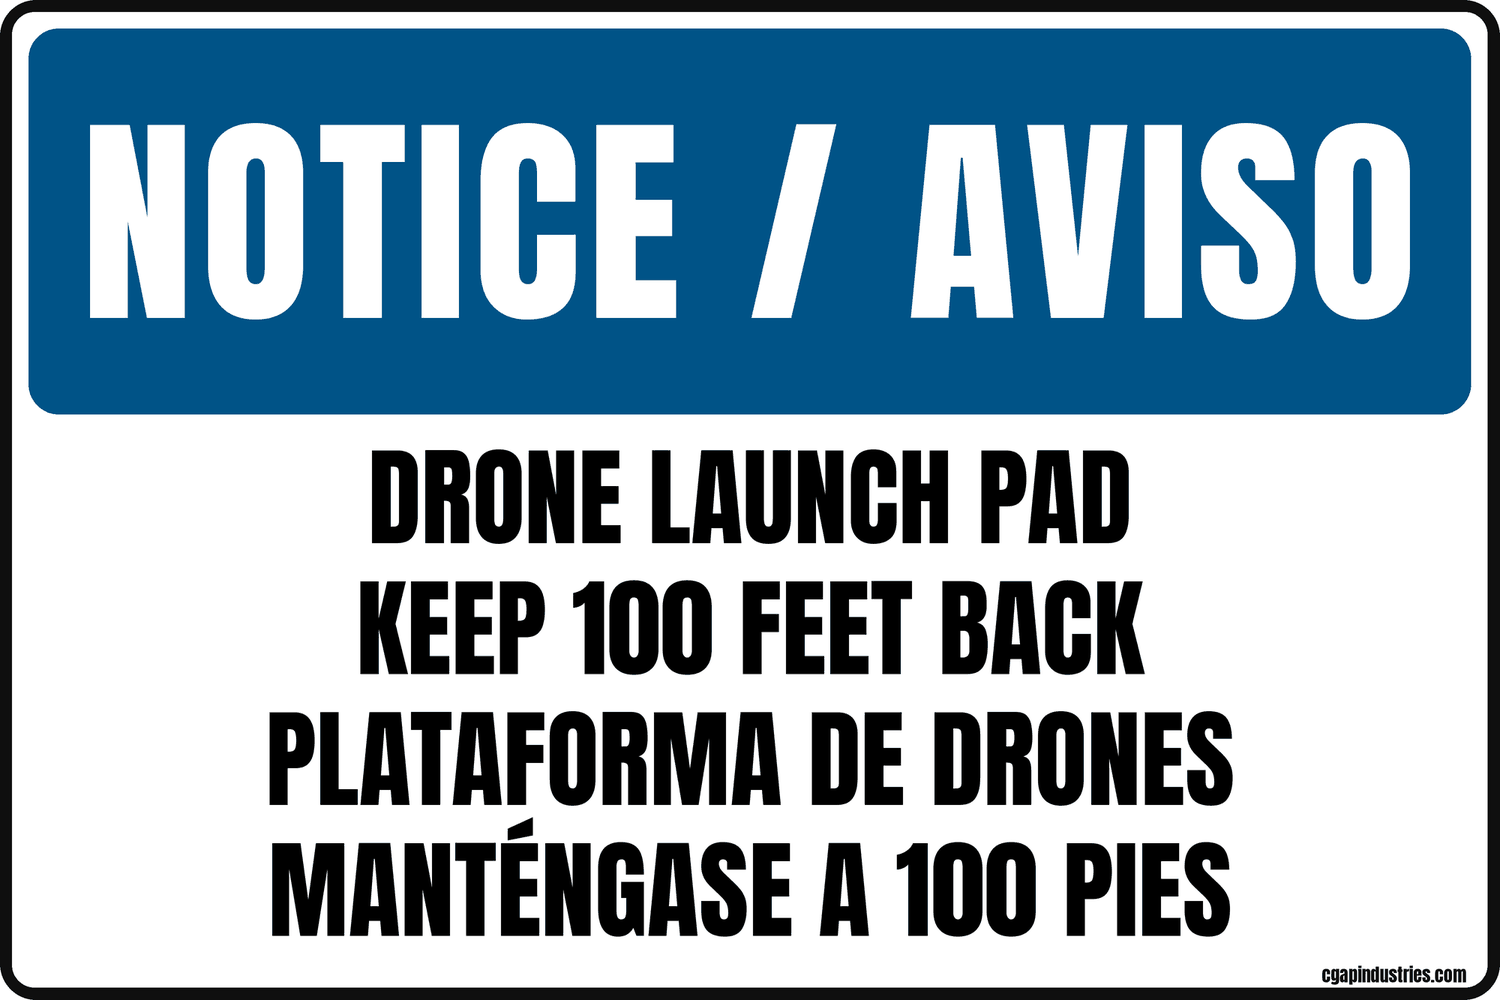 NOTICE / AVISO
DRONE LAUNCH PAD
KEEP 100 FEET BACK
PLATAFORMA DE DRONES
MANTÉNGASE A 100 PIES
cgapindustries.com